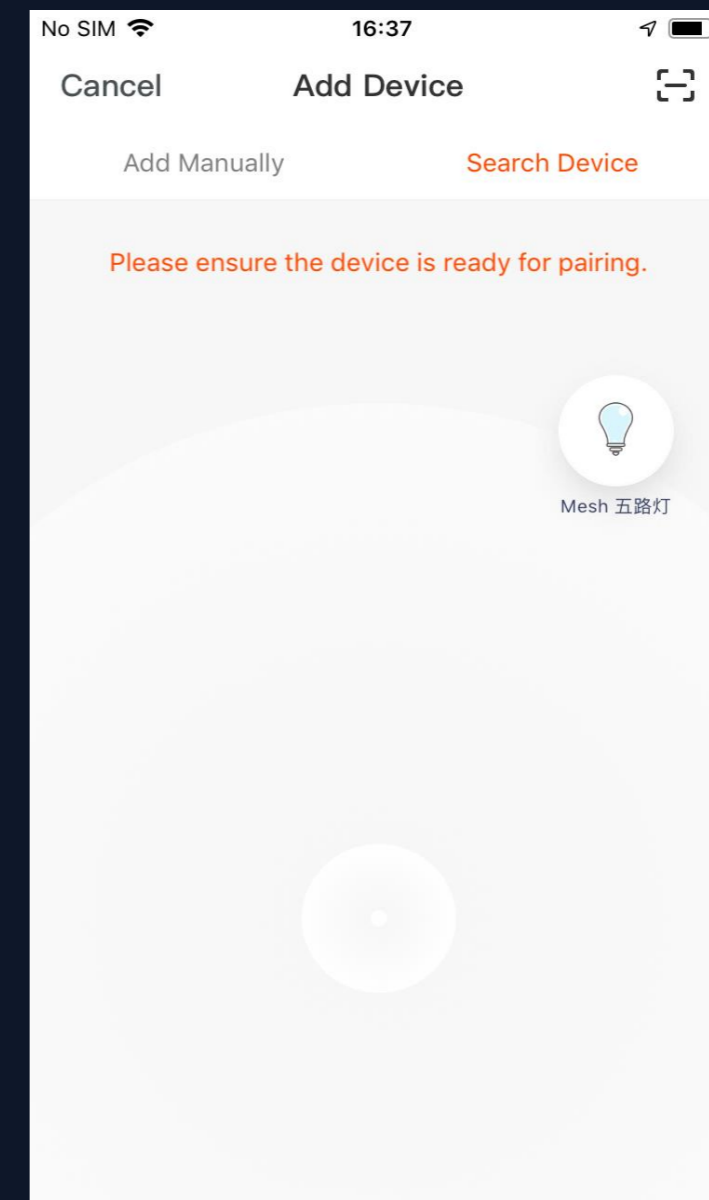 No SIM 16:37
Cancel Add Device
Add Manually Search Device
Please ensure the device is ready for pairing.
Mesh 五路灯